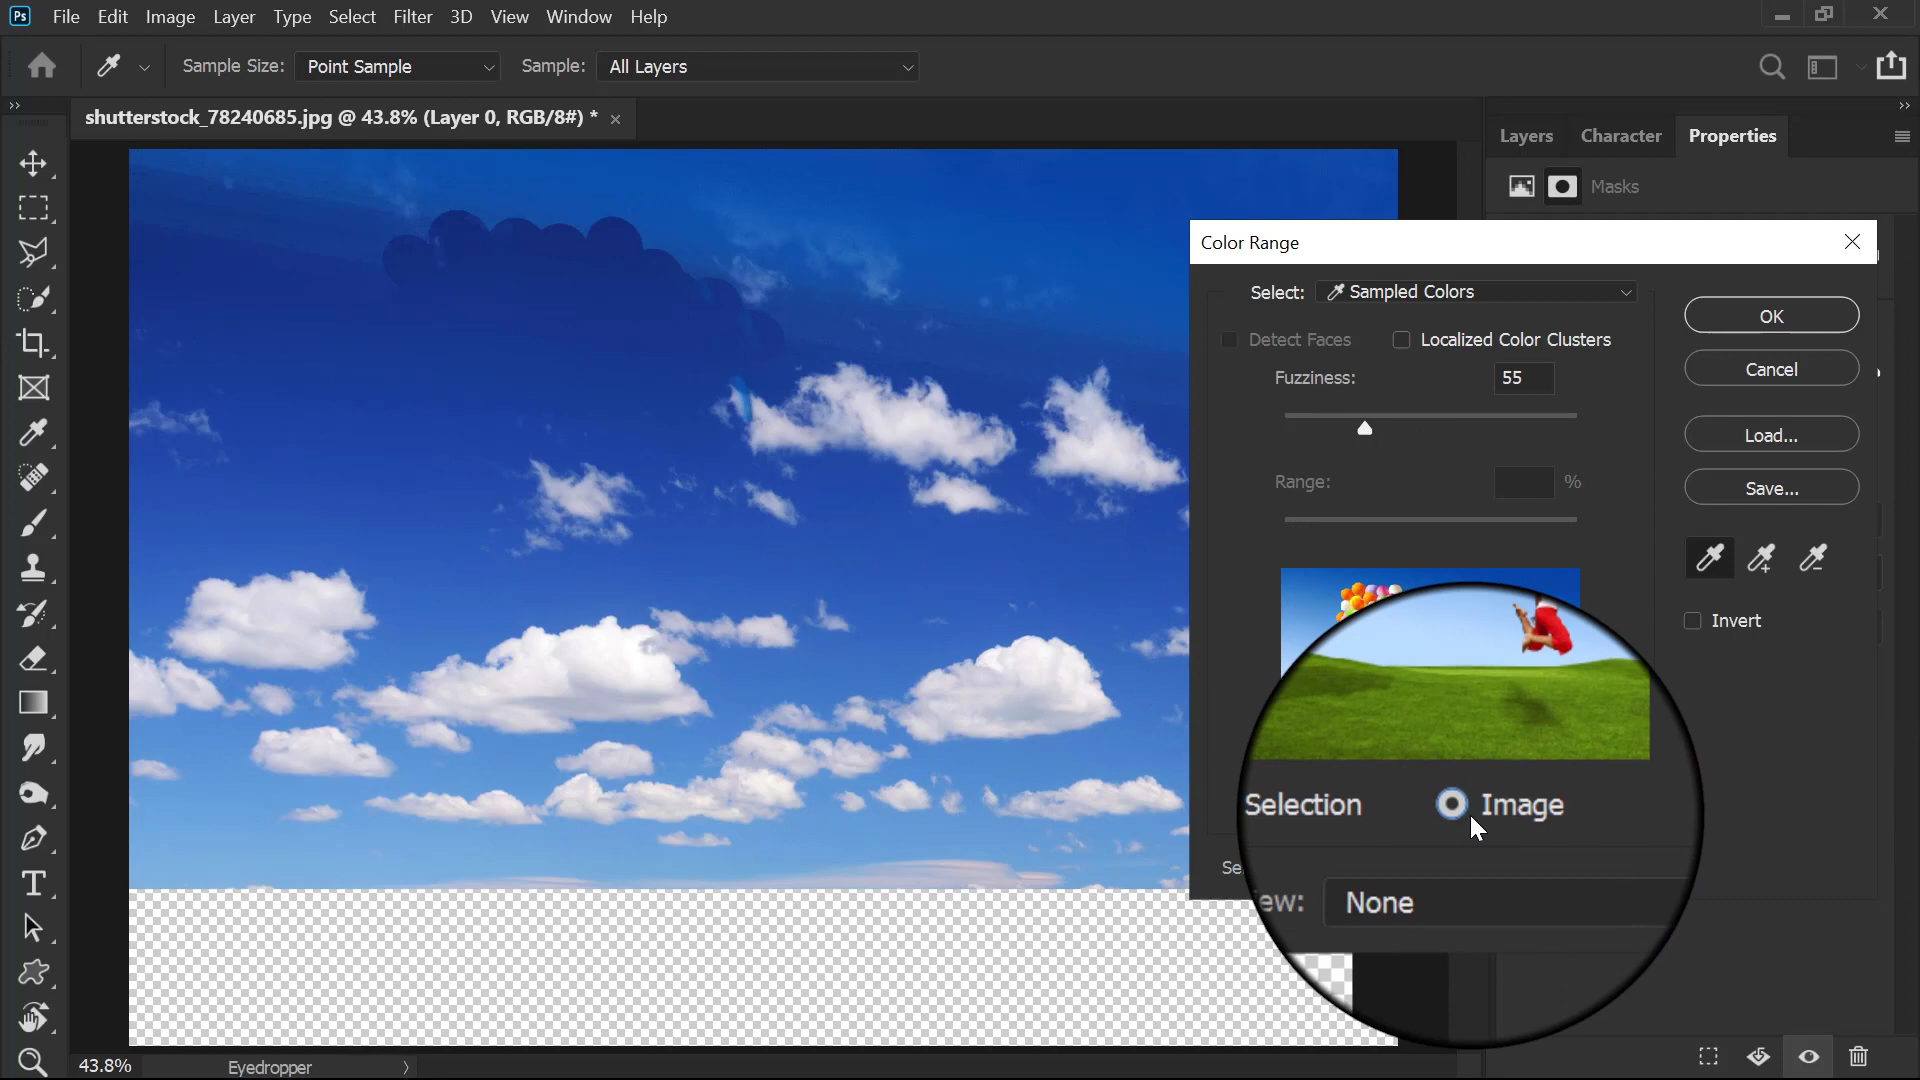 Ps File Edit Image Layer Type Select Filter 3D View Window Help
Sample Size: Point Sample Sample: All Layers
shutterstock_78240685.jpg @ 43.8% (Layer 0, RGB/8#) *
Layers Character Properties
Masks
Color Range
Select: Sampled Colors
Detect Faces Localized Color Clusters
Fuzziness: 55
Range: %
OK
Cancel
Load...
Save...
Invert
Selection Image
Se
ew: None
T
43.8% Eyedropper